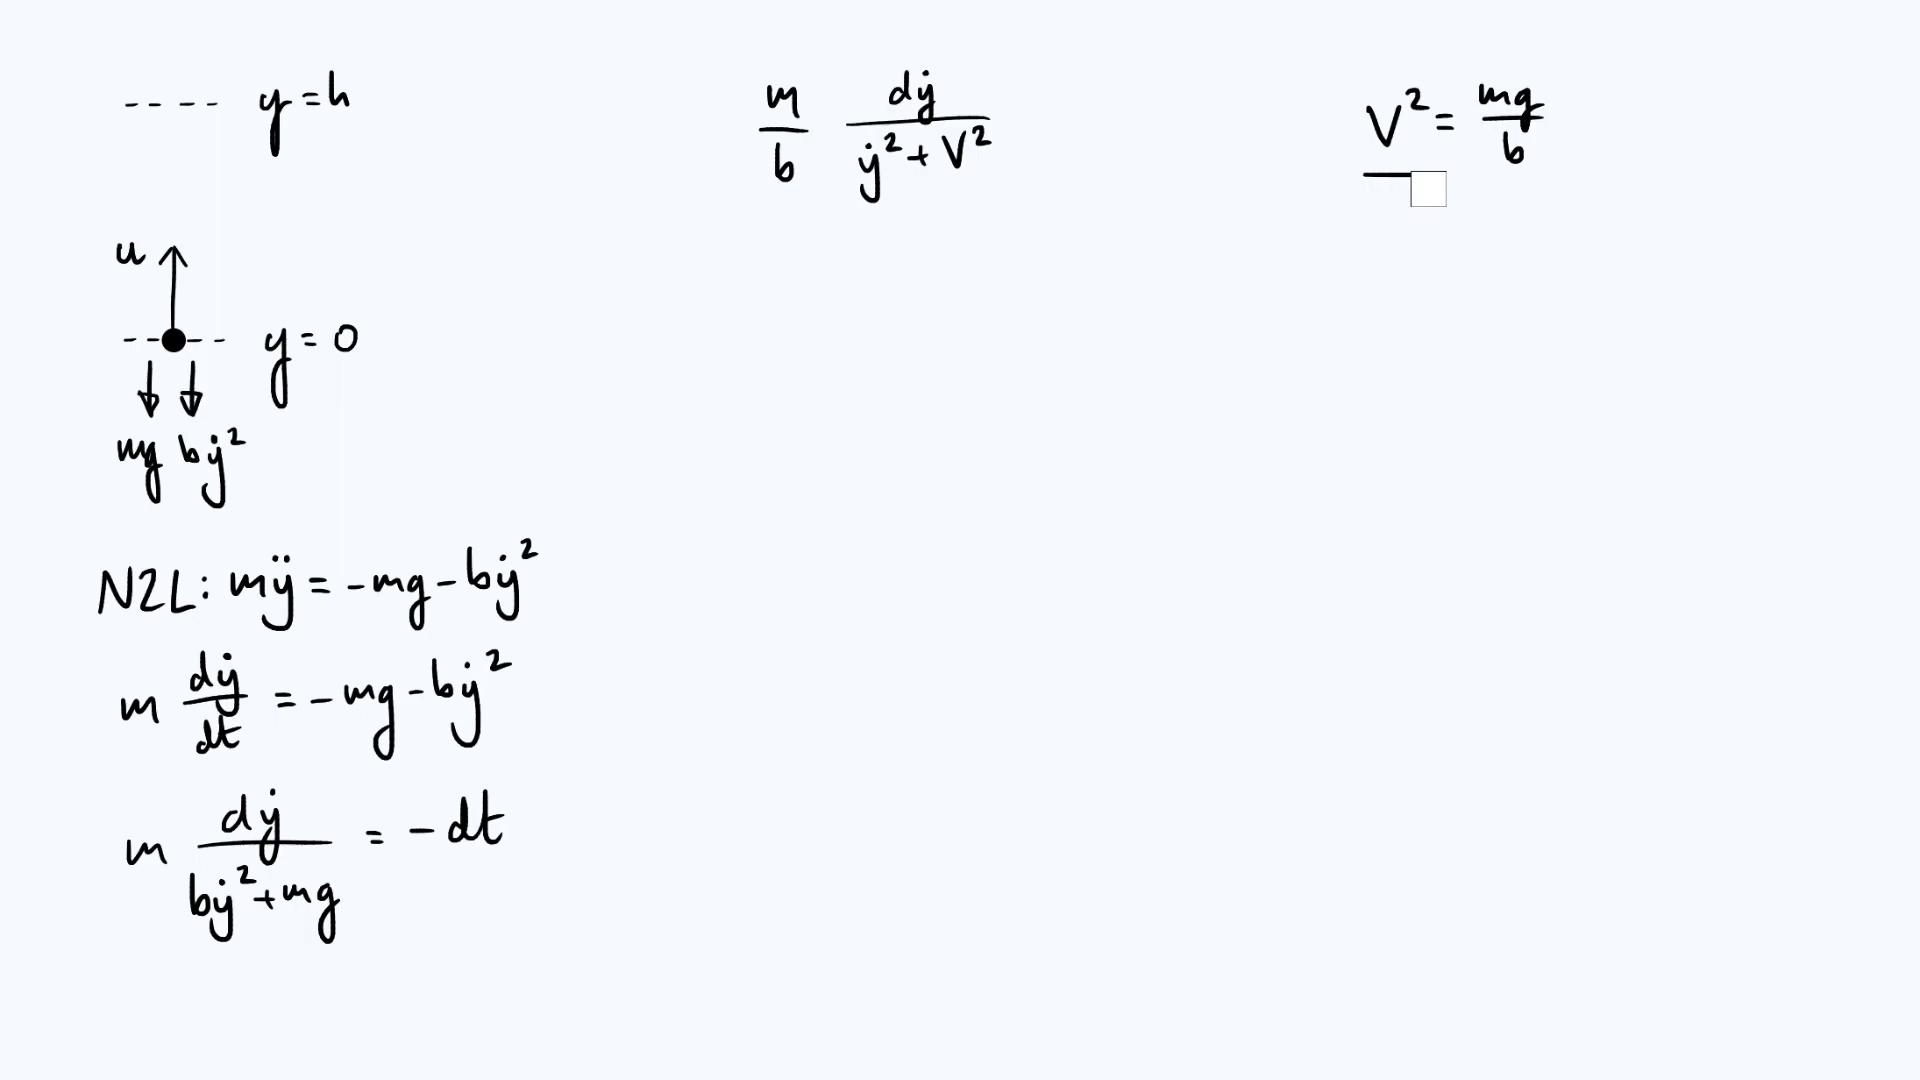 y = h
u
y = 0
mg bẏ²
N2L: mÿ = -mg - bẏ²
m dẏ/dt = -mg - bẏ²
m dẏ/(bẏ² + mg) = -dt
m/b dẏ/(ẏ² + V²)
V² = mg/b